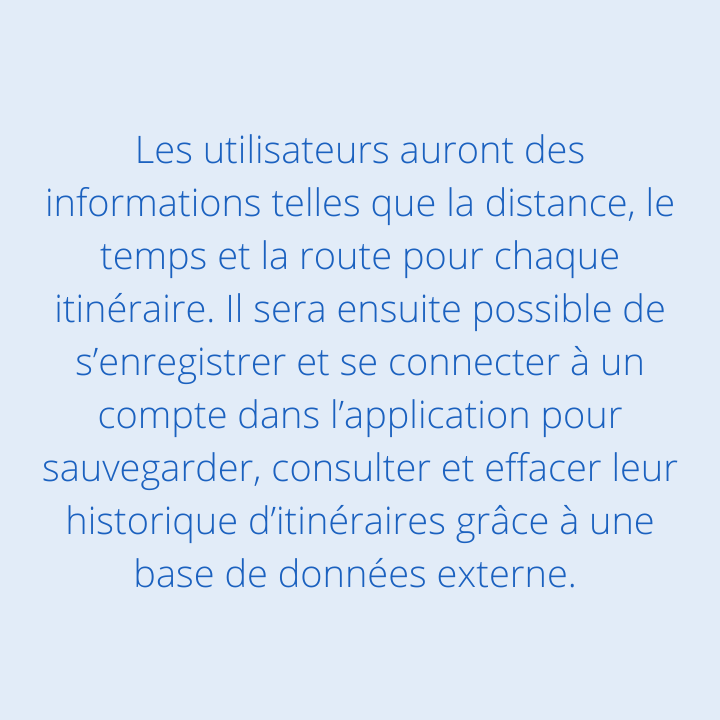 Les utilisateurs auront des
informations telles que la distance, le
temps et la route pour chaque
itinéraire. Il sera ensuite possible de
s’enregistrer et se connecter à un
compte dans l’application pour
sauvegarder, consulter et effacer leur
historique d’itinéraires grâce à une
base de données externe.